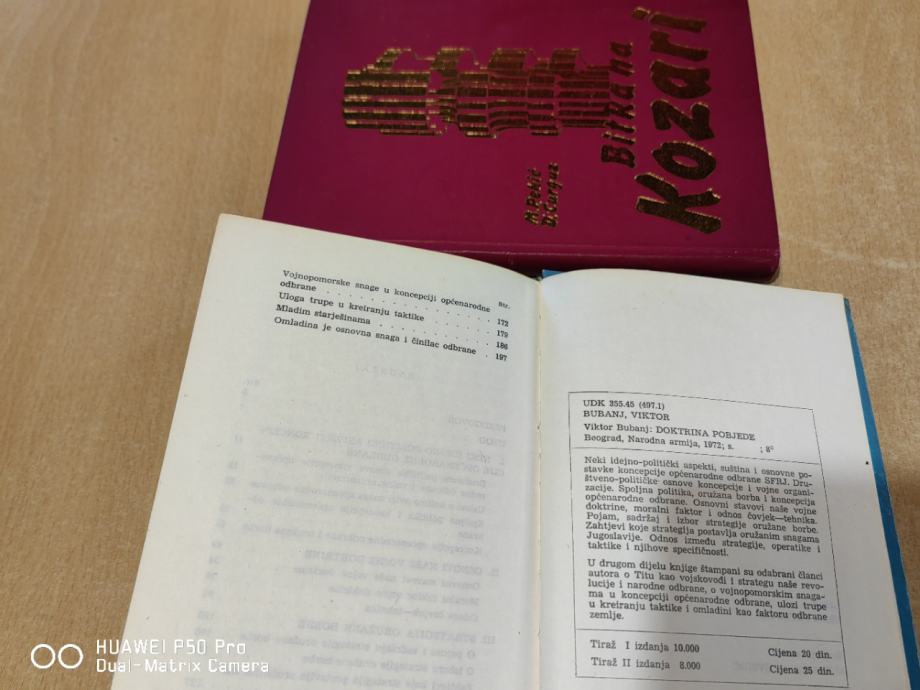 Bitka na
Kozari
M. Pekić
D. Ćurguz
Str.
Vojnopomorske snage u koncepciji općenarodne
odbrane . . . . . . . . . . . . . 172
Uloga trupe u kreiranju taktike . . . . . . 179
Mladim starješinama . . . . . . . . . 186
Omladina je osnovna snaga i činilac odbrane . 197
UDK 355.45 (497.1)
BUBANJ, VIKTOR
Viktor Bubanj: DOKTRINA POBJEDE
Beograd, Narodna armija, 1972; s. ; 8°
Neki idejno-politički aspekti, suština i osnovne po-
stavke koncepcije općenarodne odbrane SFRJ. Dru-
štveno-političke osnove koncepcije i vojne organi-
zacije. Spoljna politika, oružana borba i koncepcija
općenarodne odbrane. Osnovni stavovi naše vojne
doktrine, moralni faktor i odnos čovjek—tehnika.
Pojam, sadržaj i izbor strategije oružane borbe.
Zahtjevi koje strategija postavlja oružanim snagama
Jugoslavije. Odnos između strategije, operatike i
taktike i njihove specifičnosti.
U drugom dijelu knjige štampani su odabrani članci
autora o Titu kao vojskovođi i strategu naše revo-
lucije i narodne odbrane, o vojnopomorskim snaga-
ma u koncepciji općenarodne odbrane, ulozi trupe
u kreiranju taktike i omladini kao faktoru odbrane
zemlje.
Tiraž I izdanja 10.000 Cijena 20 din.
Tiraž II izdanja 8.000 Cijena 25 din.
HUAWEI P50 Pro
Dual-Matrix Camera